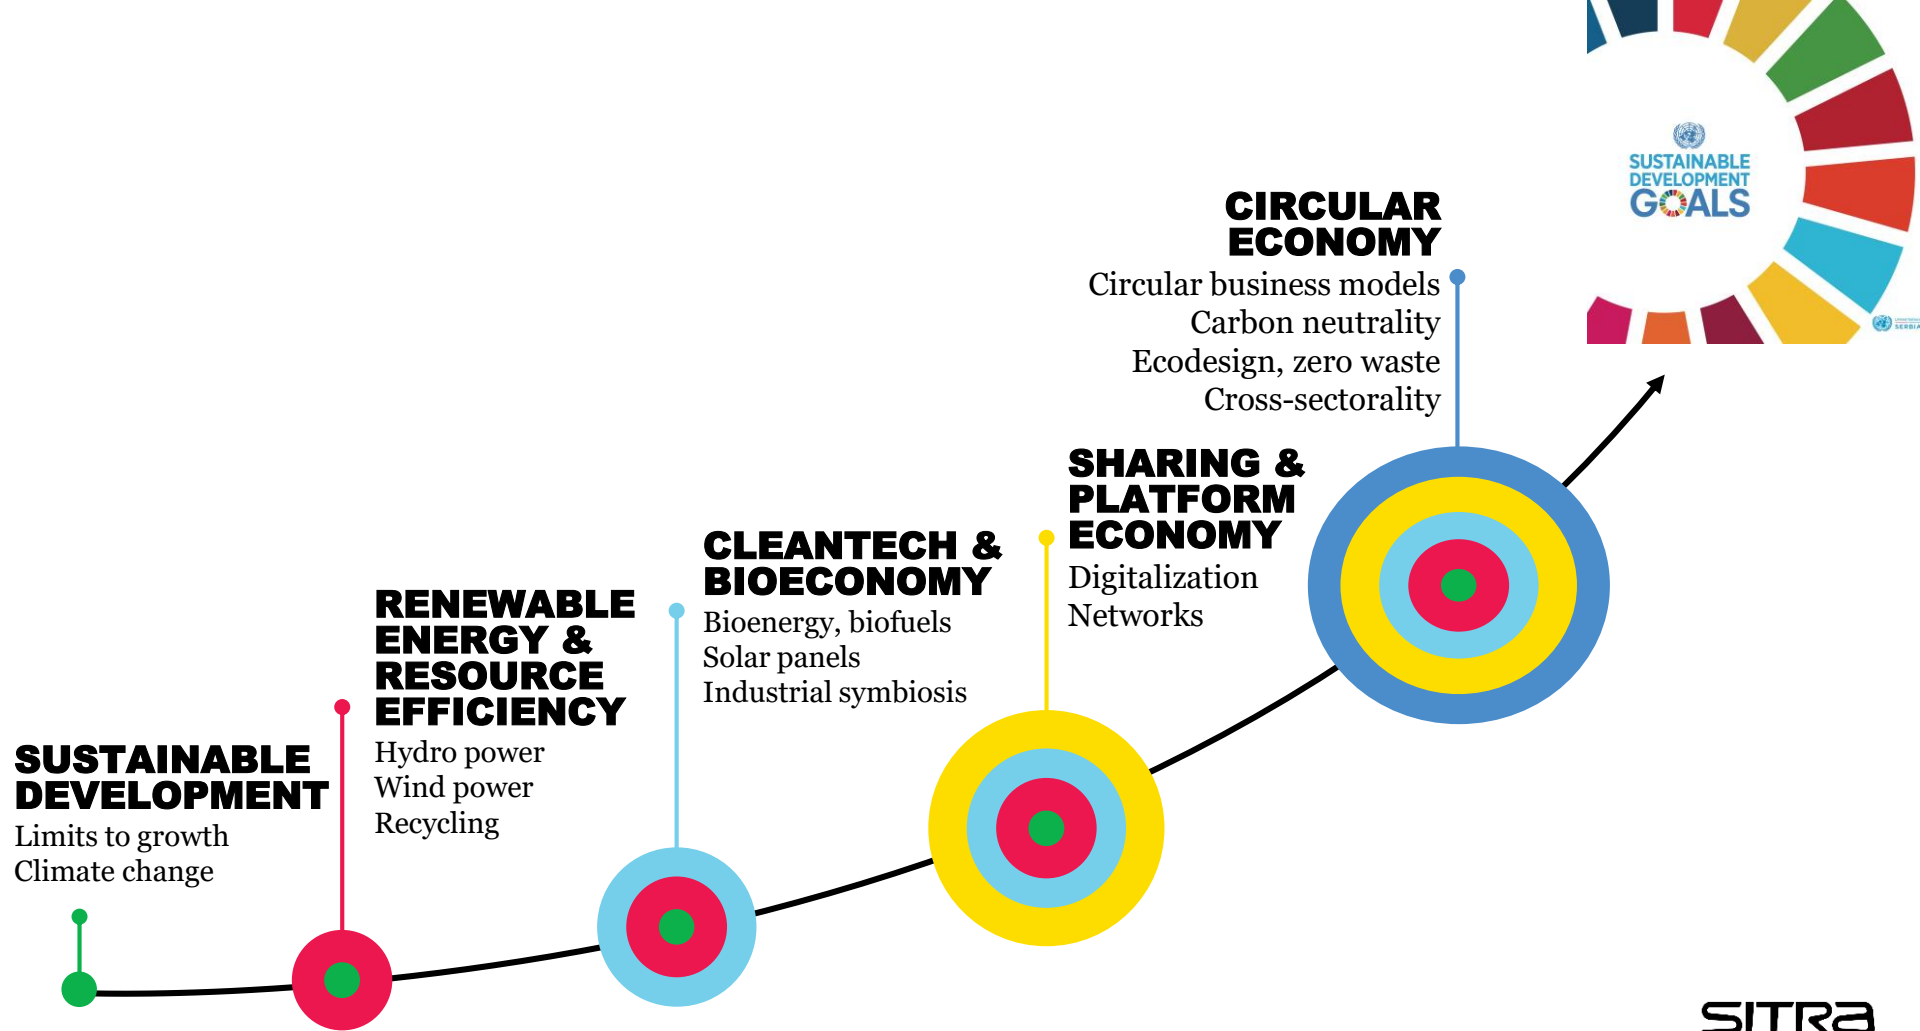 SUSTAINABLE
DEVELOPMENT
GOALS
SERBIA
CIRCULAR
ECONOMY
Circular business models
Carbon neutrality
Ecodesign, zero waste
Cross-sectorality
SHARING &
PLATFORM
ECONOMY
Digitalization
Networks
CLEANTECH &
BIOECONOMY
Bioenergy, biofuels
Solar panels
Industrial symbiosis
RENEWABLE
ENERGY &
RESOURCE
EFFICIENCY
Hydro power
Wind power
Recycling
SUSTAINABLE
DEVELOPMENT
Limits to growth
Climate change
SITRA